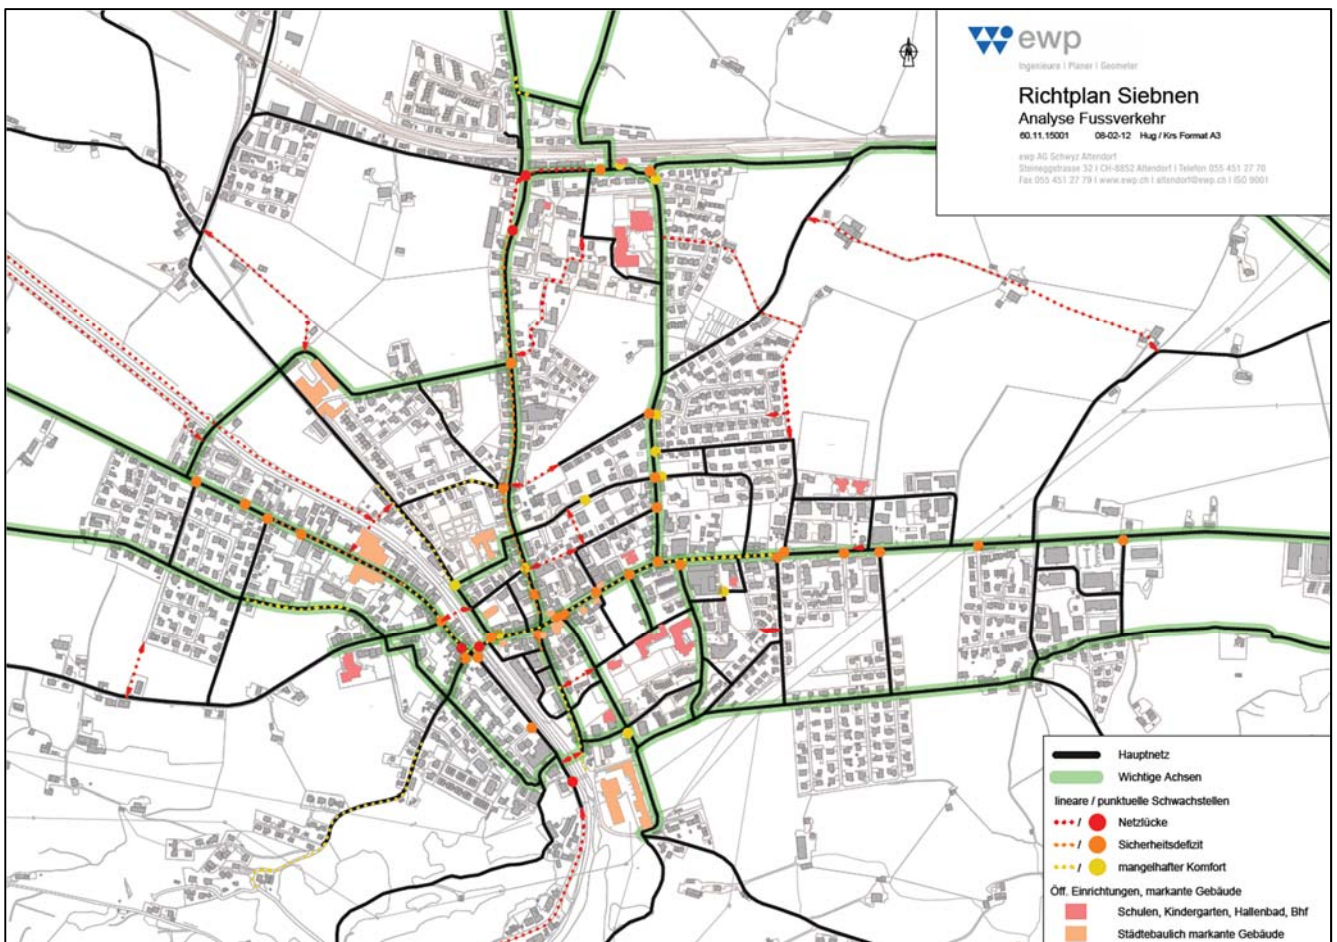 ewp
Ingenieure | Planer | Geometer
Richtplan Siebnen
Analyse Fussverkehr
60.11.15001 08-02-12 Hug / Krs Format A3
ewp AG Schwyz Altendorf
Steineggstrasse 32 | CH-8852 Altendorf | Telefon 055 451 27 70
Fax 055 451 27 79 | www.ewp.ch | altendorf@ewp.ch | ISO 9001
Hauptnetz
Wichtige Achsen
lineare / punktuelle Schwachstellen
/ Netzlücke
/ Sicherheitsdefizit
/ mangelhafter Komfort
Öff. Einrichtungen, markante Gebäude
Schulen, Kindergarten, Hallenbad, Bhf
Städtebaulich markante Gebäude